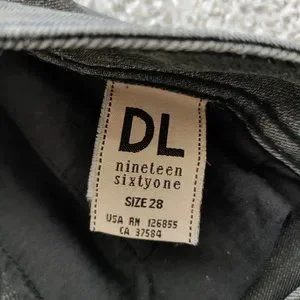 DL
nineteen
sixtyone
SIZE 28
USA RN 126855
CA 37584